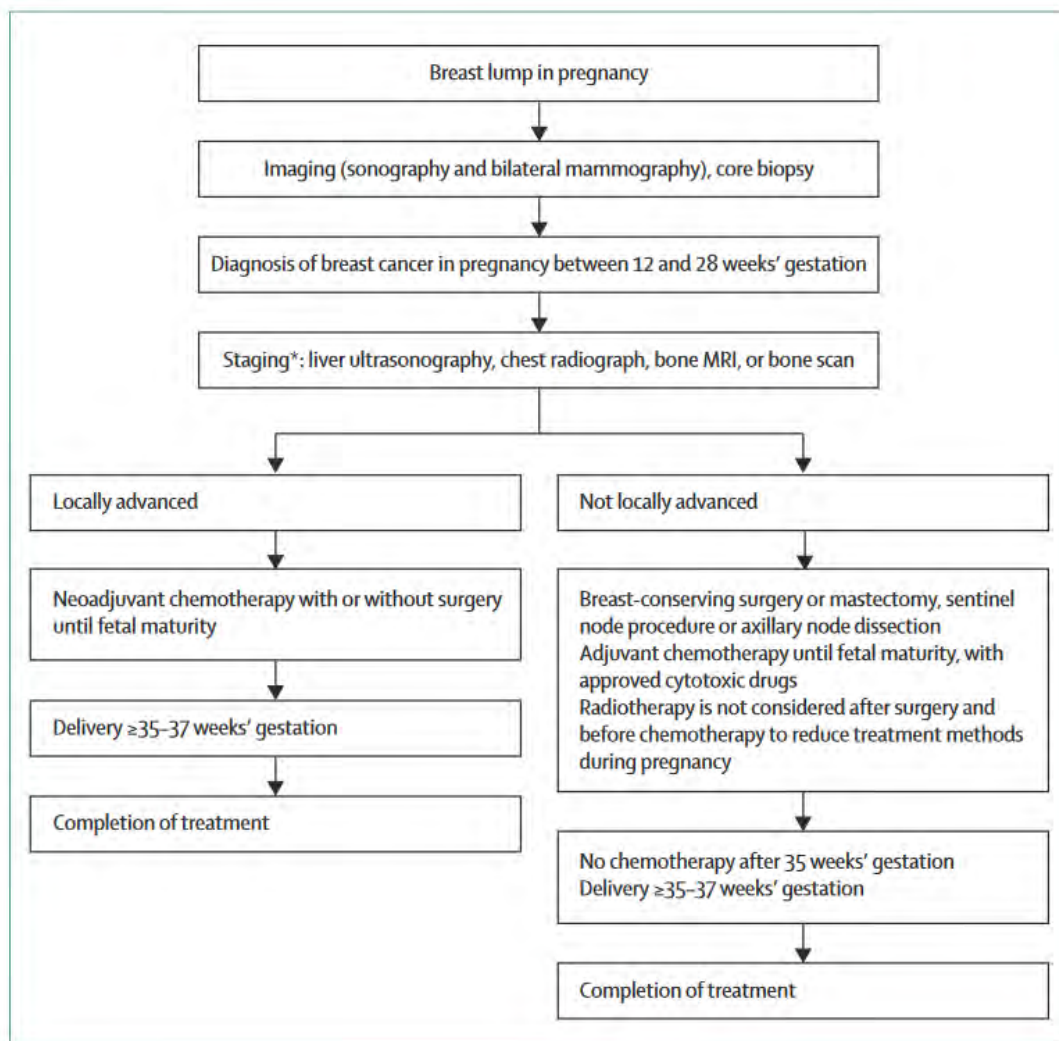 Breast lump in pregnancy
Imaging (sonography and bilateral mammography), core biopsy
Diagnosis of breast cancer in pregnancy between 12 and 28 weeks’ gestation
Staging*: liver ultrasonography, chest radiograph, bone MRI, or bone scan
Locally advanced
Neoadjuvant chemotherapy with or without surgery
until fetal maturity
Delivery ≥35–37 weeks’ gestation
Completion of treatment
Not locally advanced
Breast-conserving surgery or mastectomy, sentinel
node procedure or axillary node dissection
Adjuvant chemotherapy until fetal maturity, with
approved cytotoxic drugs
Radiotherapy is not considered after surgery and
before chemotherapy to reduce treatment methods
during pregnancy
No chemotherapy after 35 weeks’ gestation
Delivery ≥35–37 weeks’ gestation
Completion of treatment